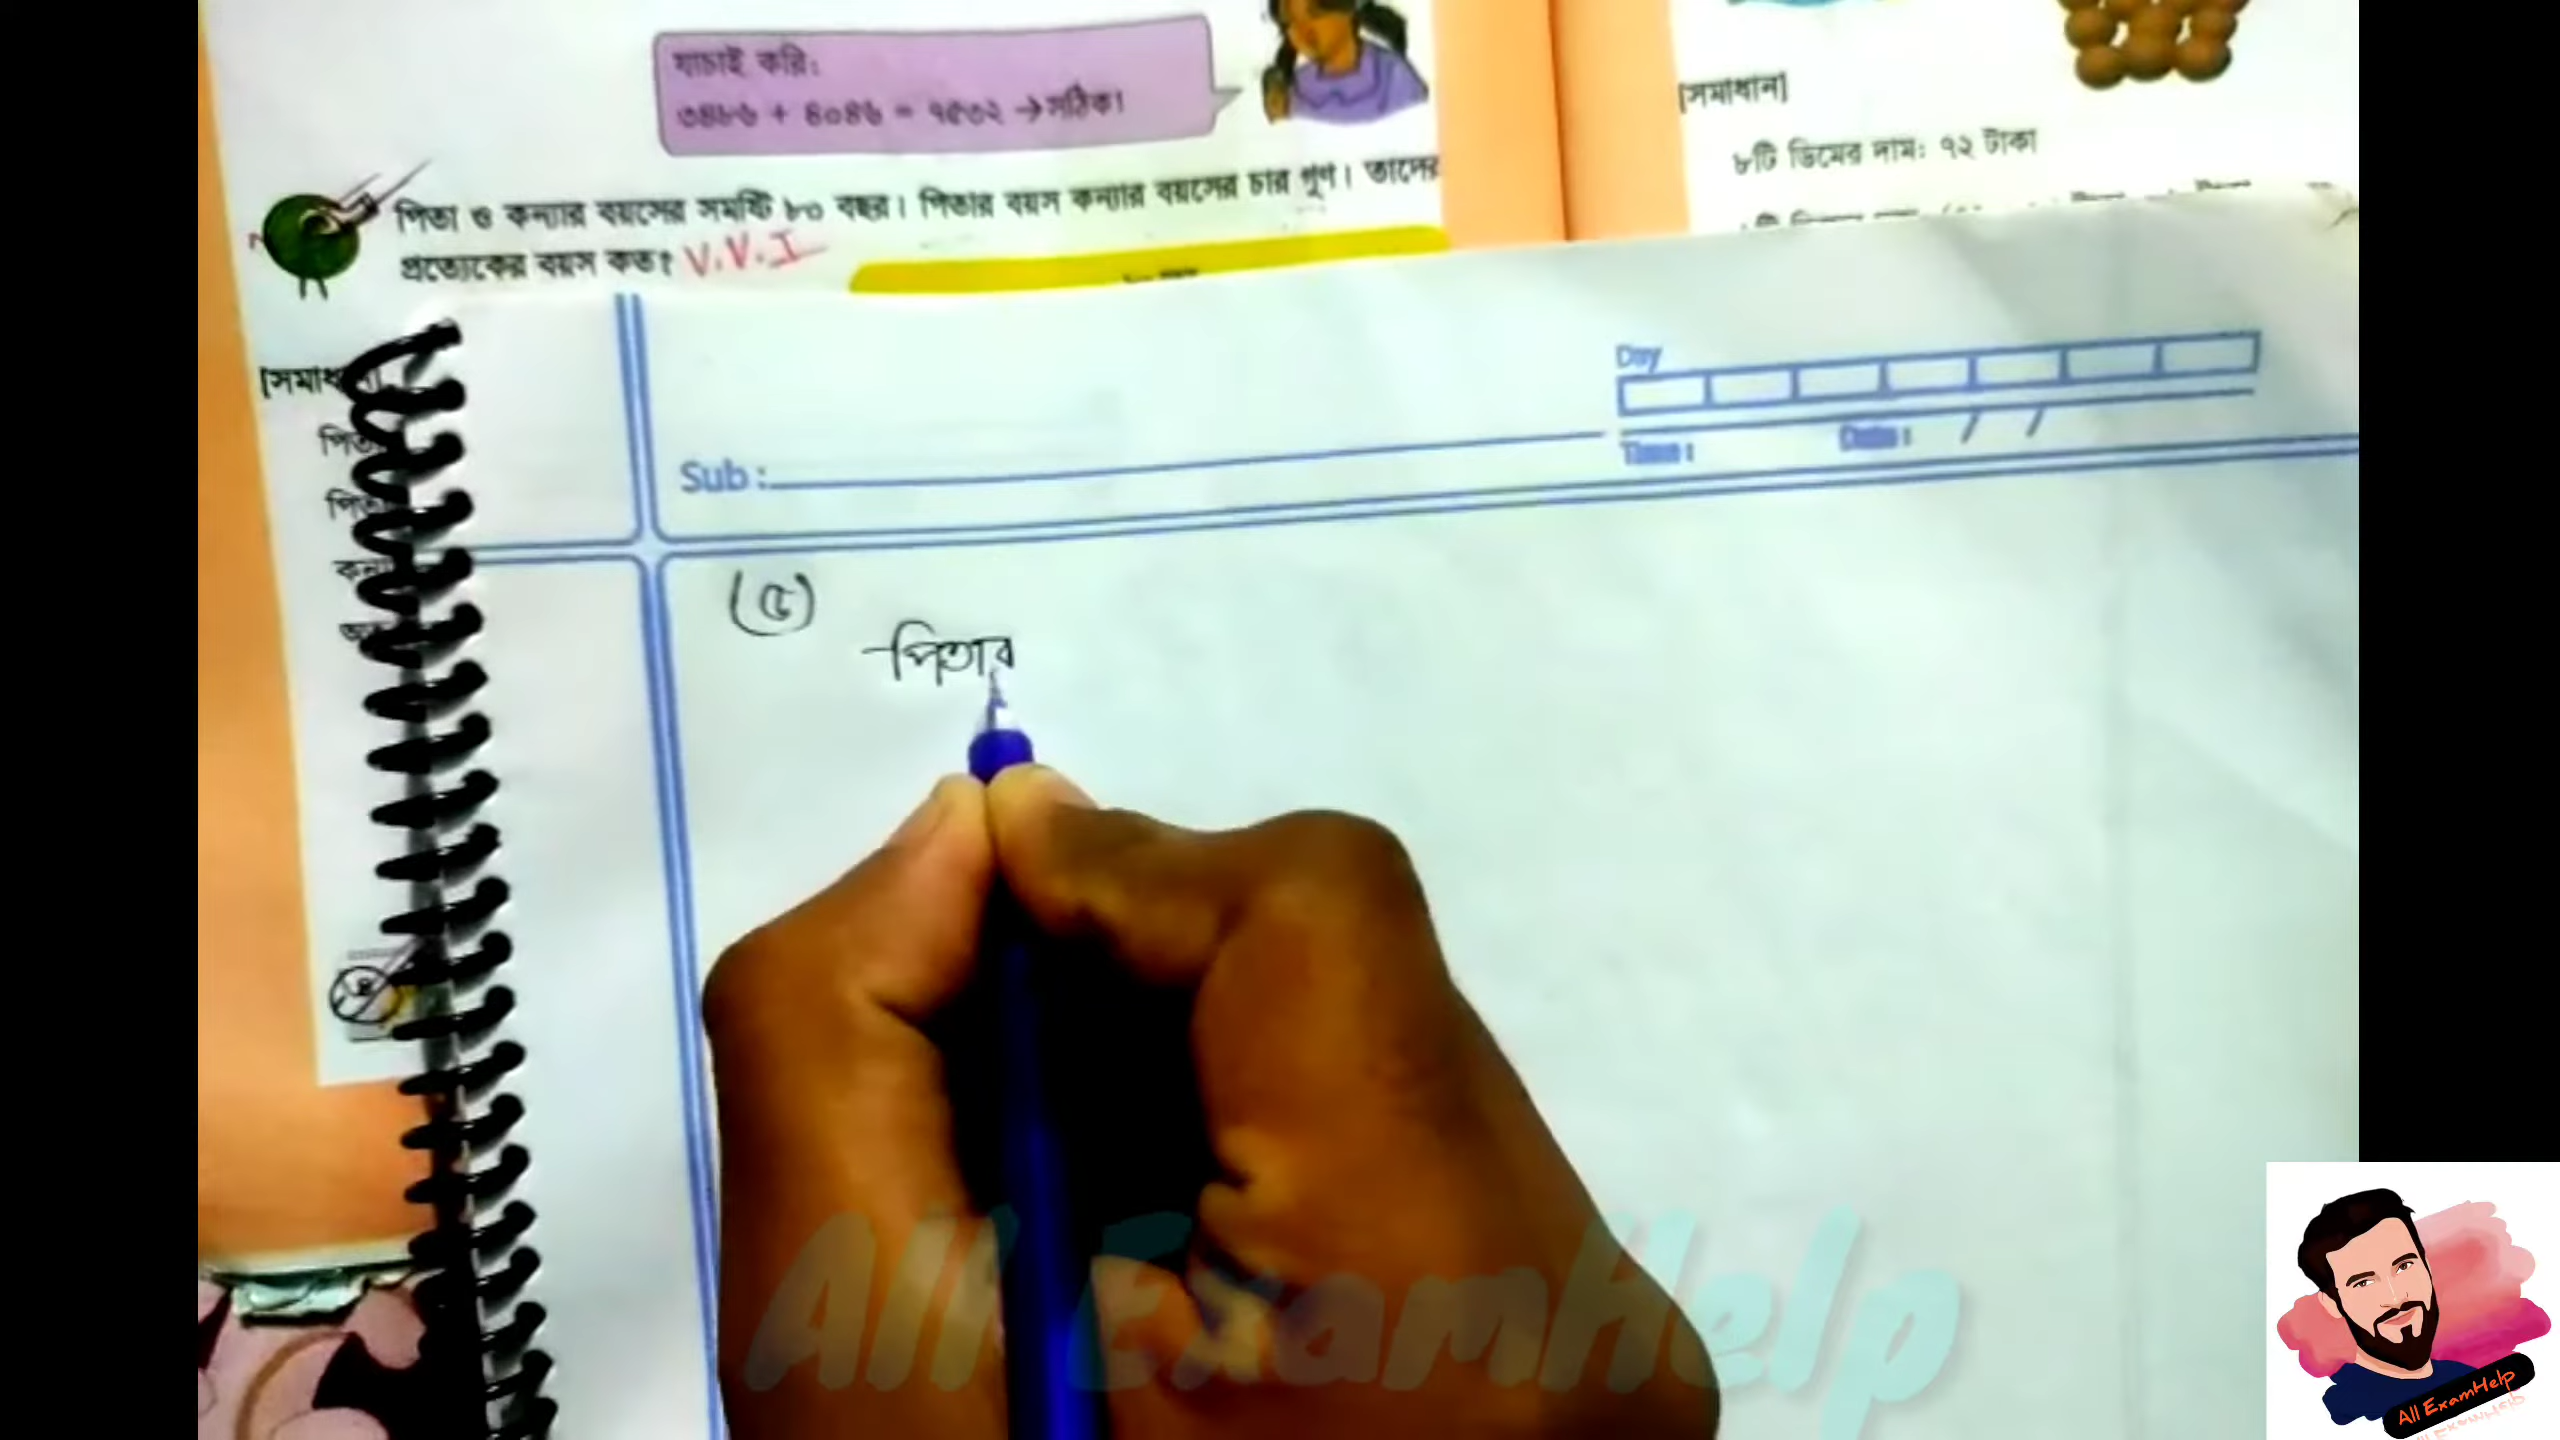 যাচাই করি:
৩৪৮৬ + ৪০৪৬ = ৭৫৩২ →সঠিক।
পিতা ও কন্যার বয়সের সমষ্টি ৮০ বছর। পিতার বয়স কন্যার বয়সের চার গুণ। তাদের
প্রত্যেকের বয়স কত? V.V.I
[সমাধান]
৮টি ডিমের দাম: ৭২ টাকা
Day
Time :
Date : / /
Sub :
(৫)
পিতার
All ExamHelp
All ExamHelp